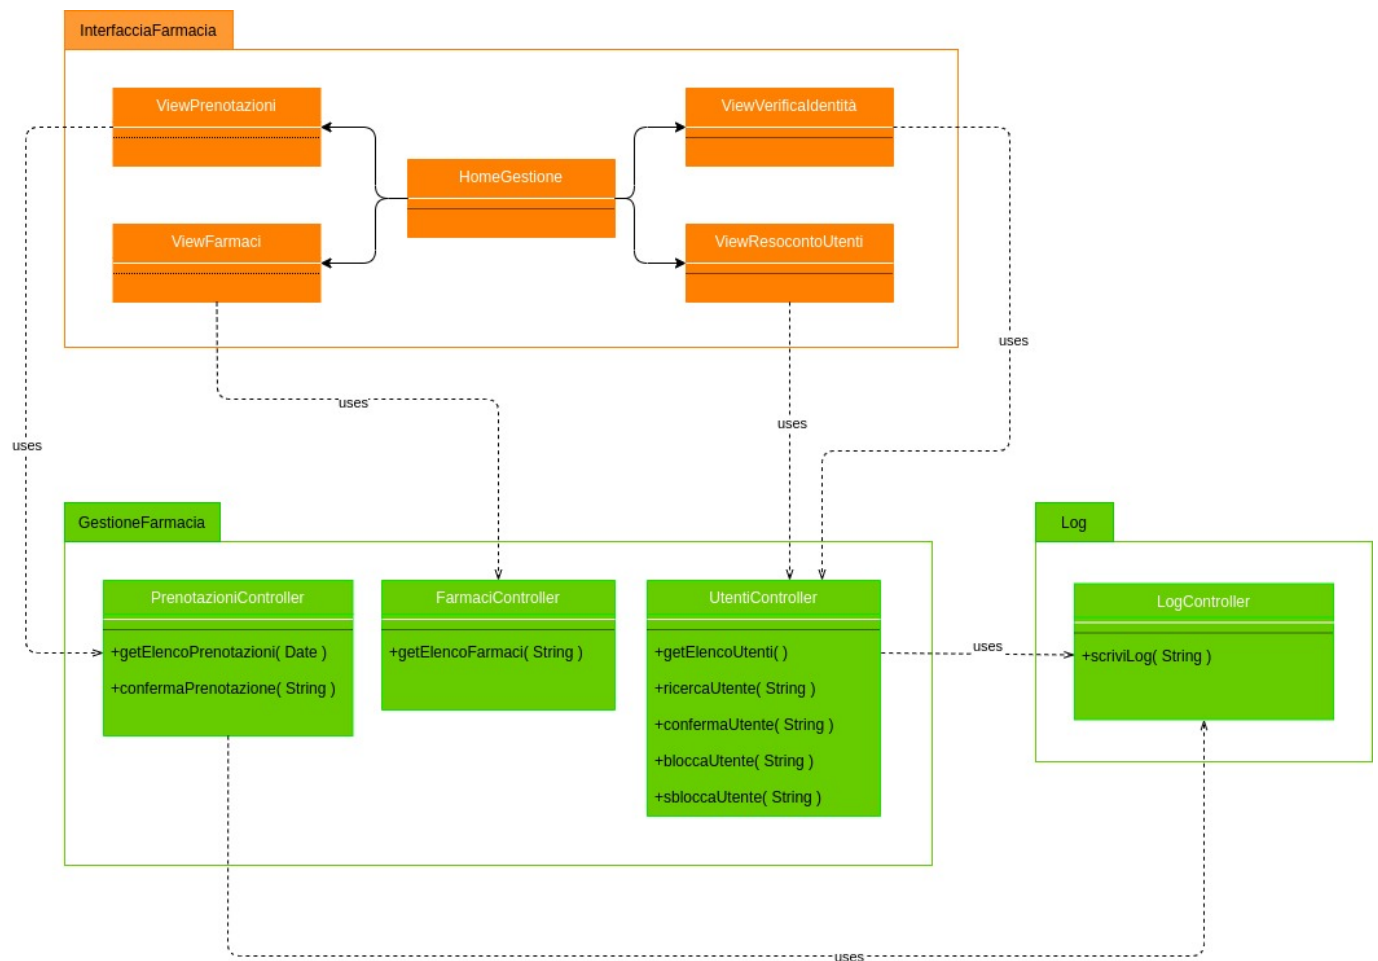 InterfacciaFarmacia
ViewPrenotazioni
ViewVerificaIdentità
HomeGestione
ViewFarmaci
ViewResocontoUtenti
uses
uses
uses
uses
GestioneFarmacia
Log
PrenotazioniController
+getElencoPrenotazioni( Date )
+confermaPrenotazione( String )
FarmaciController
+getElencoFarmaci( String )
UtentiController
+getElencoUtenti( )
+ricercaUtente( String )
+confermaUtente( String )
+bloccaUtente( String )
+sbloccaUtente( String )
uses
LogController
+scriviLog( String )
uses